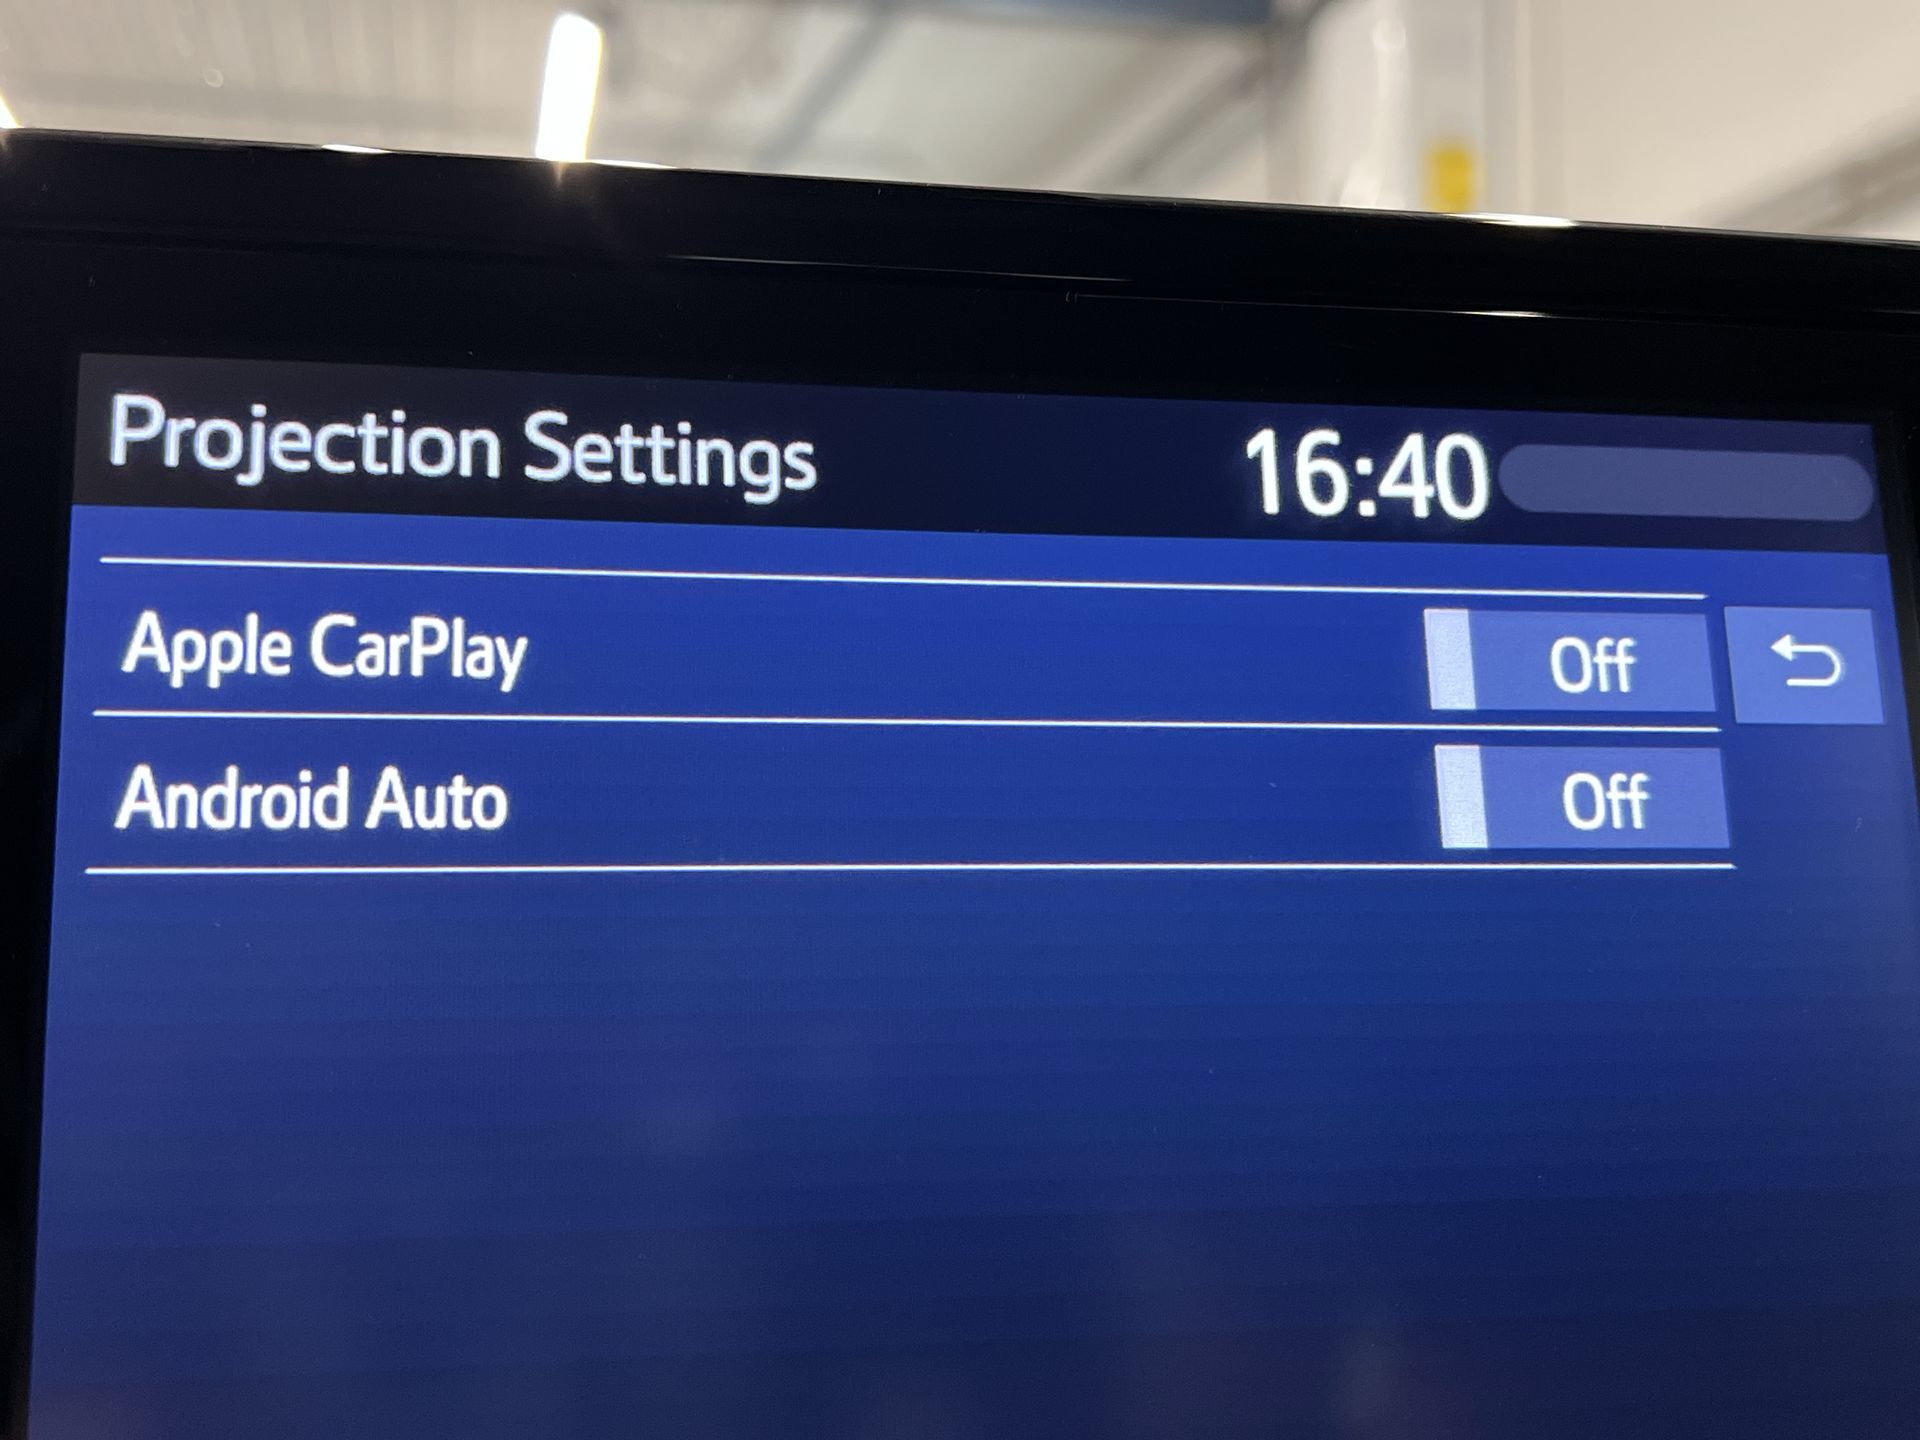 Projection Settings 16:40
Apple CarPlay Off
Android Auto Off